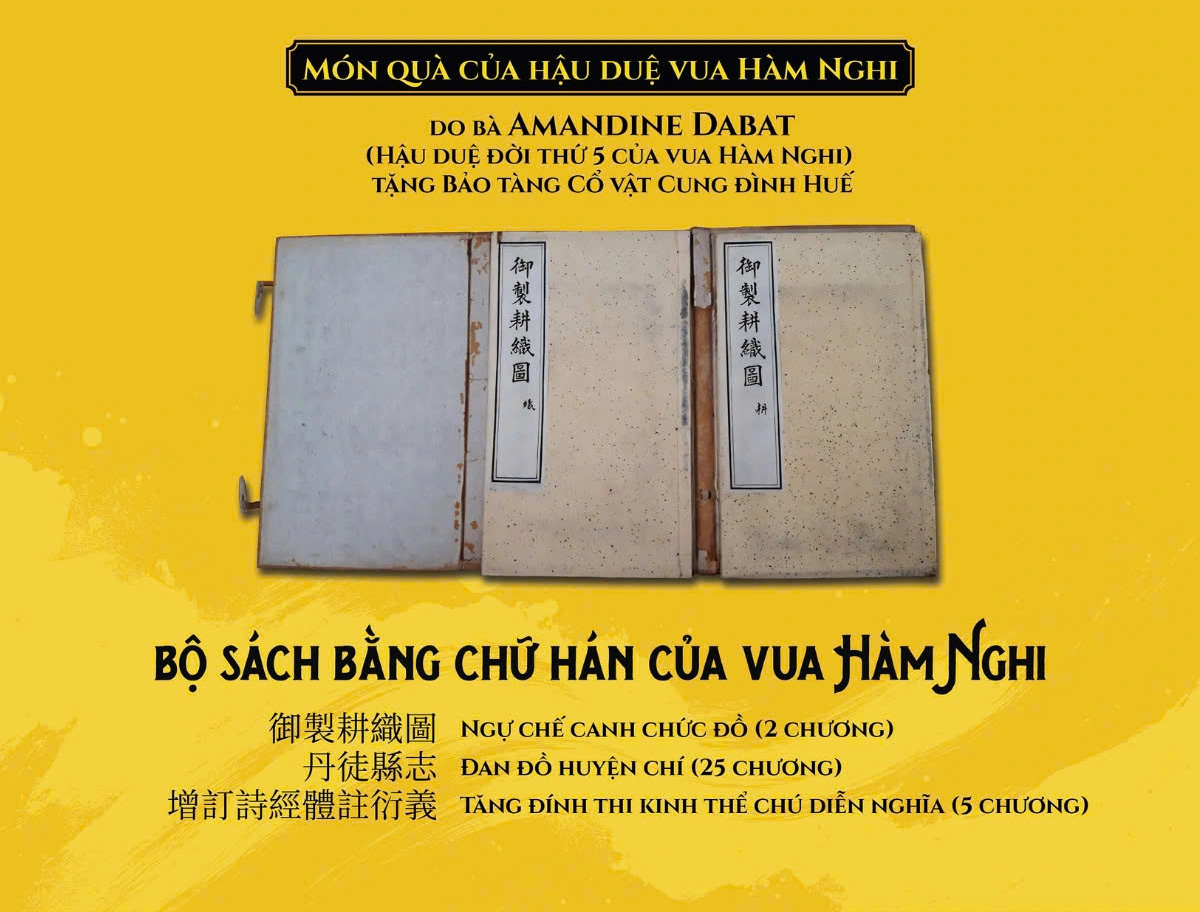 MÓN QUÀ CỦA HẬU DUỆ VUA HÀM NGHI
DO BÀ AMANDINE DABAT
(HẬU DUỆ ĐỜI THỨ 5 CỦA VUA HÀM NGHI)
TẶNG BẢO TÀNG CỔ VẬT CUNG ĐÌNH HUẾ
御製耕織圖
御製耕織圖
耕
BỘ SÁCH BẰNG CHỮ HÁN CỦA VUA HÀM NGHI
御製耕織圖 NGỰ CHẾ CANH CHỨC ĐỒ (2 CHƯƠNG)
丹徒縣志 ĐAN ĐỒ HUYỆN CHÍ (25 CHƯƠNG)
增訂詩經體註衍義 TĂNG ĐÍNH THI KINH THỂ CHÚ DIỄN NGHĨA (5 CHƯƠNG)